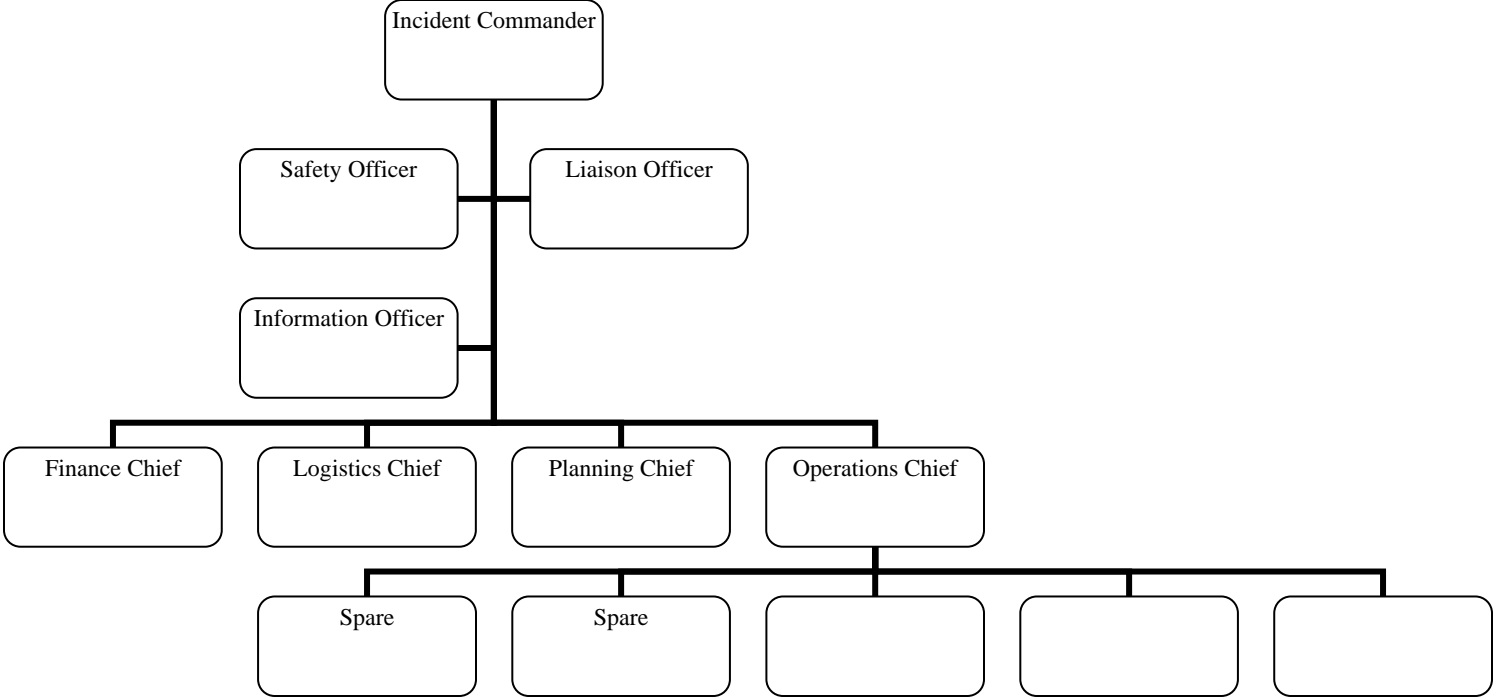 Incident Commander
Safety Officer
Liaison Officer
Information Officer
Finance Chief
Logistics Chief
Planning Chief
Operations Chief
Spare
Spare